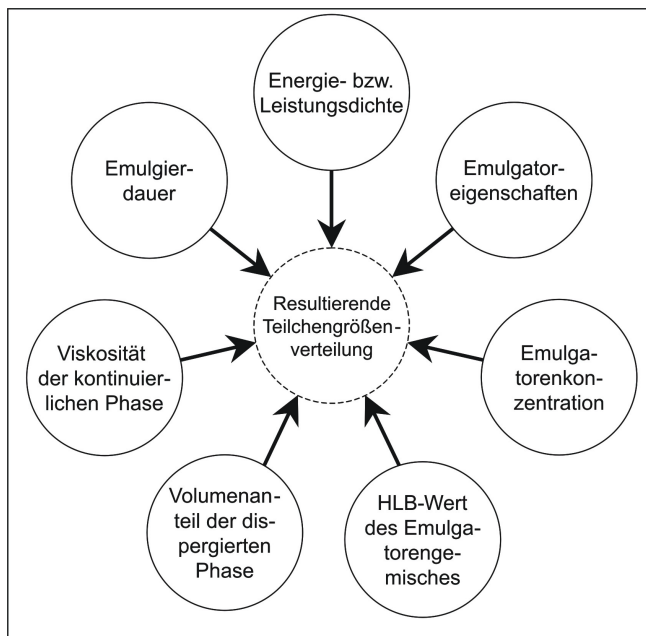 Energie- bzw.
Leistungsdichte
Emulgier-
dauer
Emulgator-
eigenschaften
Resultierende
Teilchengrößen-
verteilung
Viskosität
der kontinuier-
lichen Phase
Emulga-
torenkon-
zentration
Volumenan-
teil der dis-
pergierten
Phase
HLB-Wert
des Emulga-
torenge-
misches